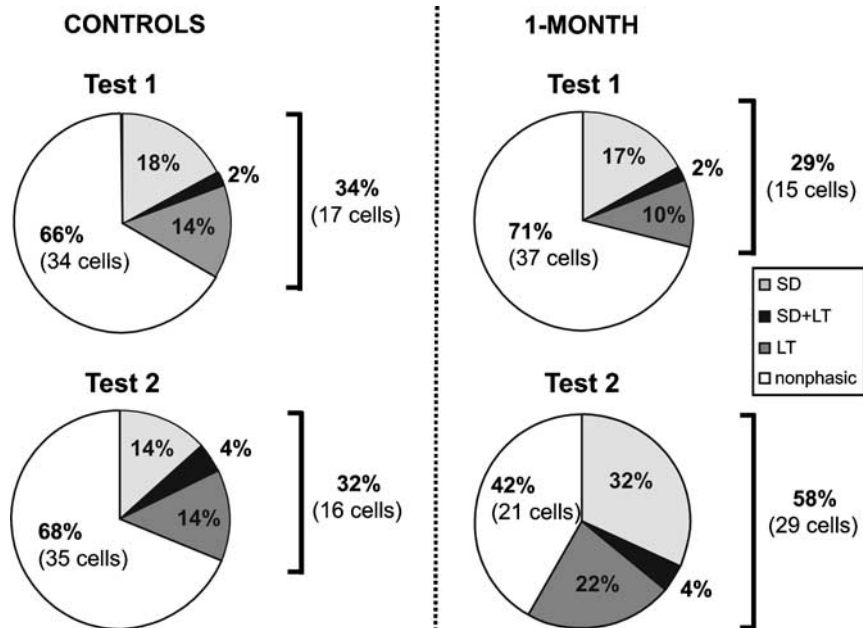 CONTROLS
Test 1
18%
2%
14%
66%
(34 cells)
34%
(17 cells)
Test 2
14%
4%
14%
68%
(35 cells)
32%
(16 cells)
1-MONTH
Test 1
17%
2%
10%
71%
(37 cells)
29%
(15 cells)
SD
SD+LT
LT
nonphasic
Test 2
42%
(21 cells)
32%
22%
4%
58%
(29 cells)